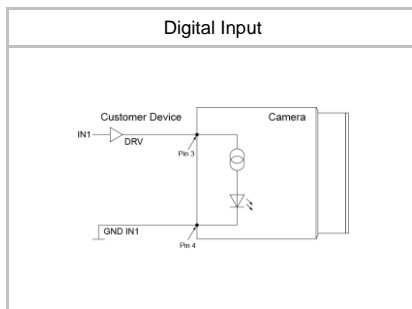 Digital Input
Customer Device
Camera
IN1
DRV
Pin 3
GND IN1
Pin 4